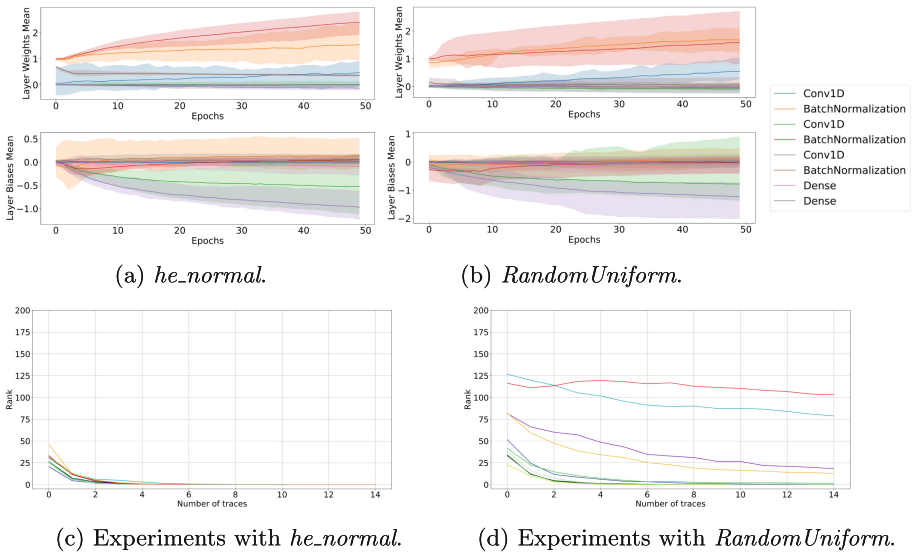 Layer Weights Mean
2
1
0
0 10 20 30 40 50
Epochs
Layer Weights Mean
2
1
0
0 10 20 30 40 50
Epochs
Layer Biases Mean
0.5
0.0
−0.5
−1.0
0 10 20 30 40 50
Epochs
Layer Biases Mean
1
0
−1
−2
0 10 20 30 40 50
Epochs
Conv1D
BatchNormalization
Conv1D
BatchNormalization
Conv1D
BatchNormalization
Dense
Dense
(a) he_normal.
(b) RandomUniform.
Rank
200
175
150
125
100
75
50
25
0
0 2 4 6 8 10 12 14
Number of traces
Rank
200
175
150
125
100
75
50
25
0
0 2 4 6 8 10 12 14
Number of traces
(c) Experiments with he_normal.
(d) Experiments with RandomUniform.